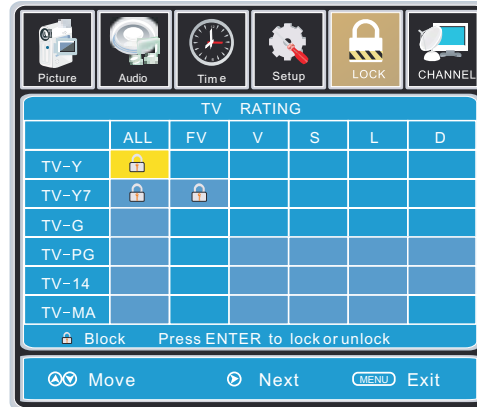 Picture Audio Time Setup LOCK CHANNEL
TV RATING
ALL FV V S L D
TV-Y
TV-Y7
TV-G
TV-PG
TV-14
TV-MA
Block Press ENTER to lock or unlock
Move Next MENU Exit